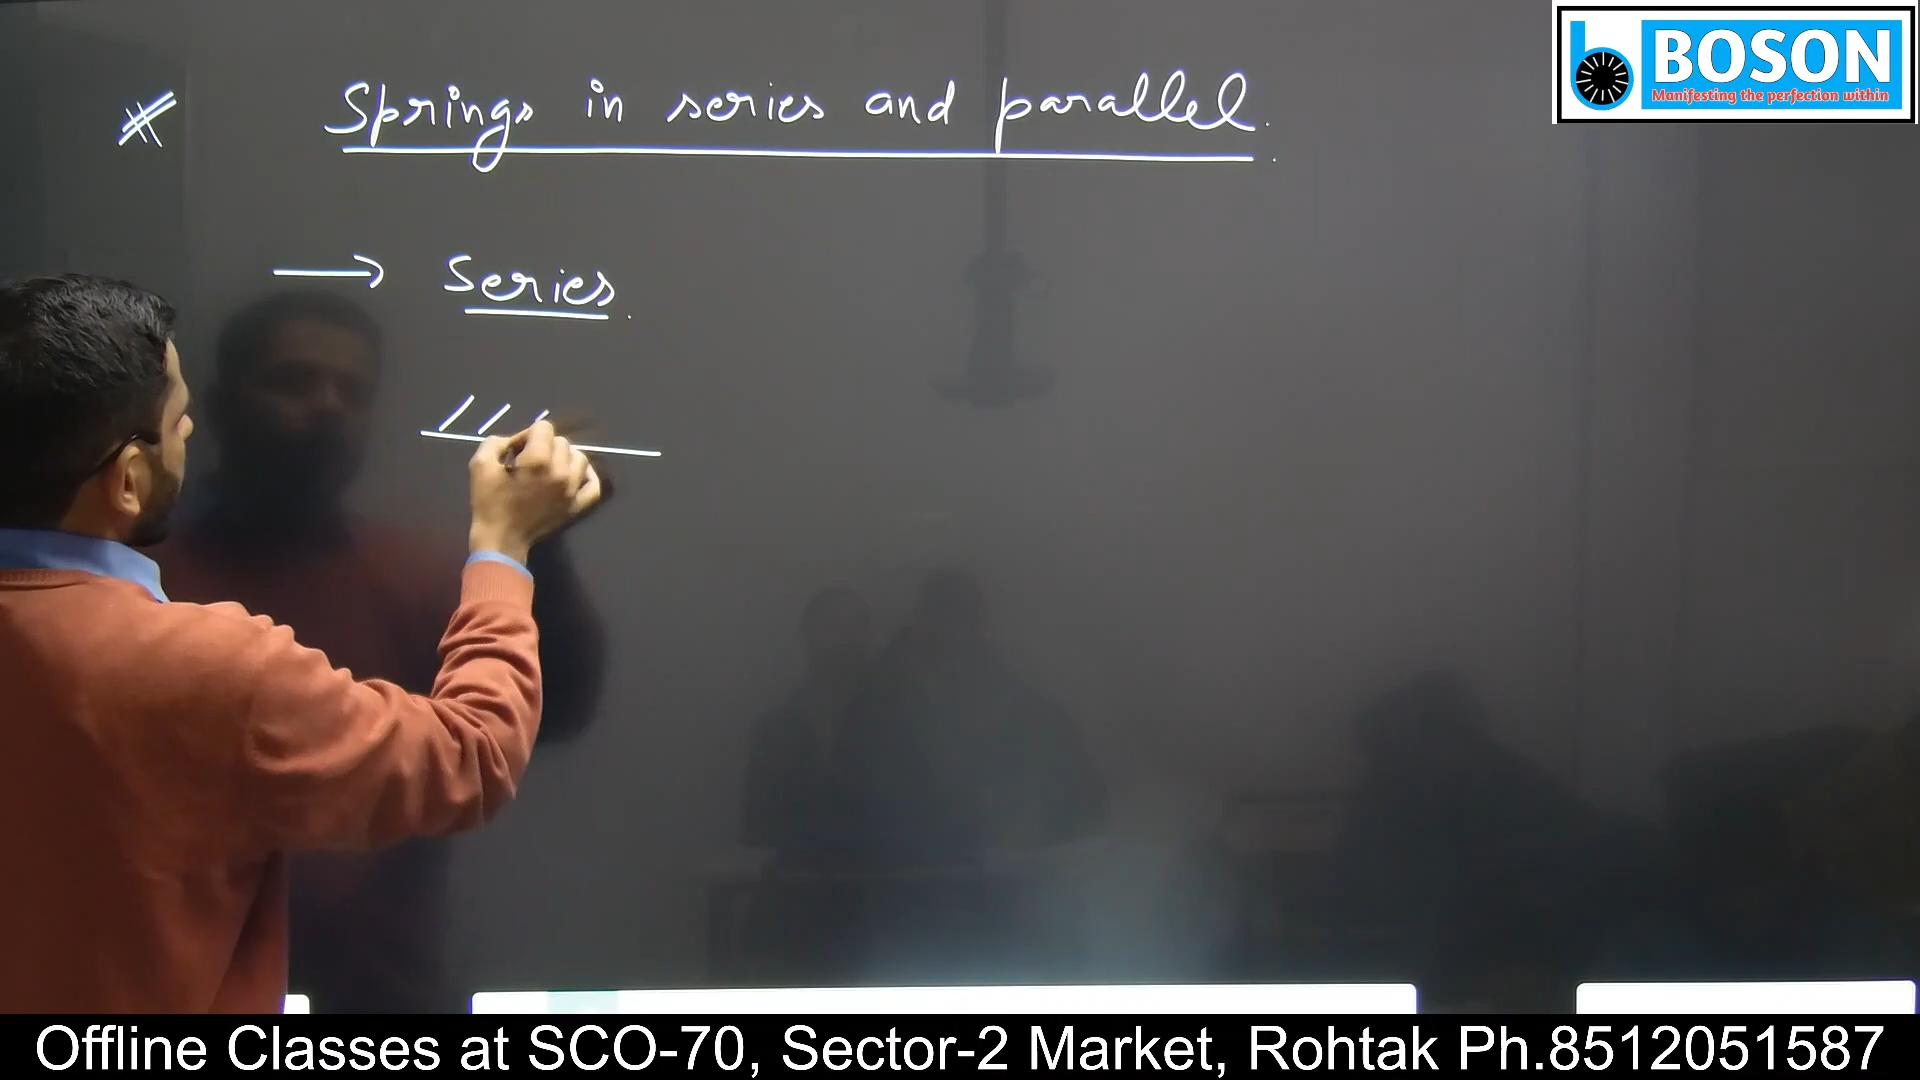 BOSON
Manifesting the perfection within
Springs in series and parallel.
→ Series.
Offline Classes at SCO-70, Sector-2 Market, Rohtak Ph.8512051587